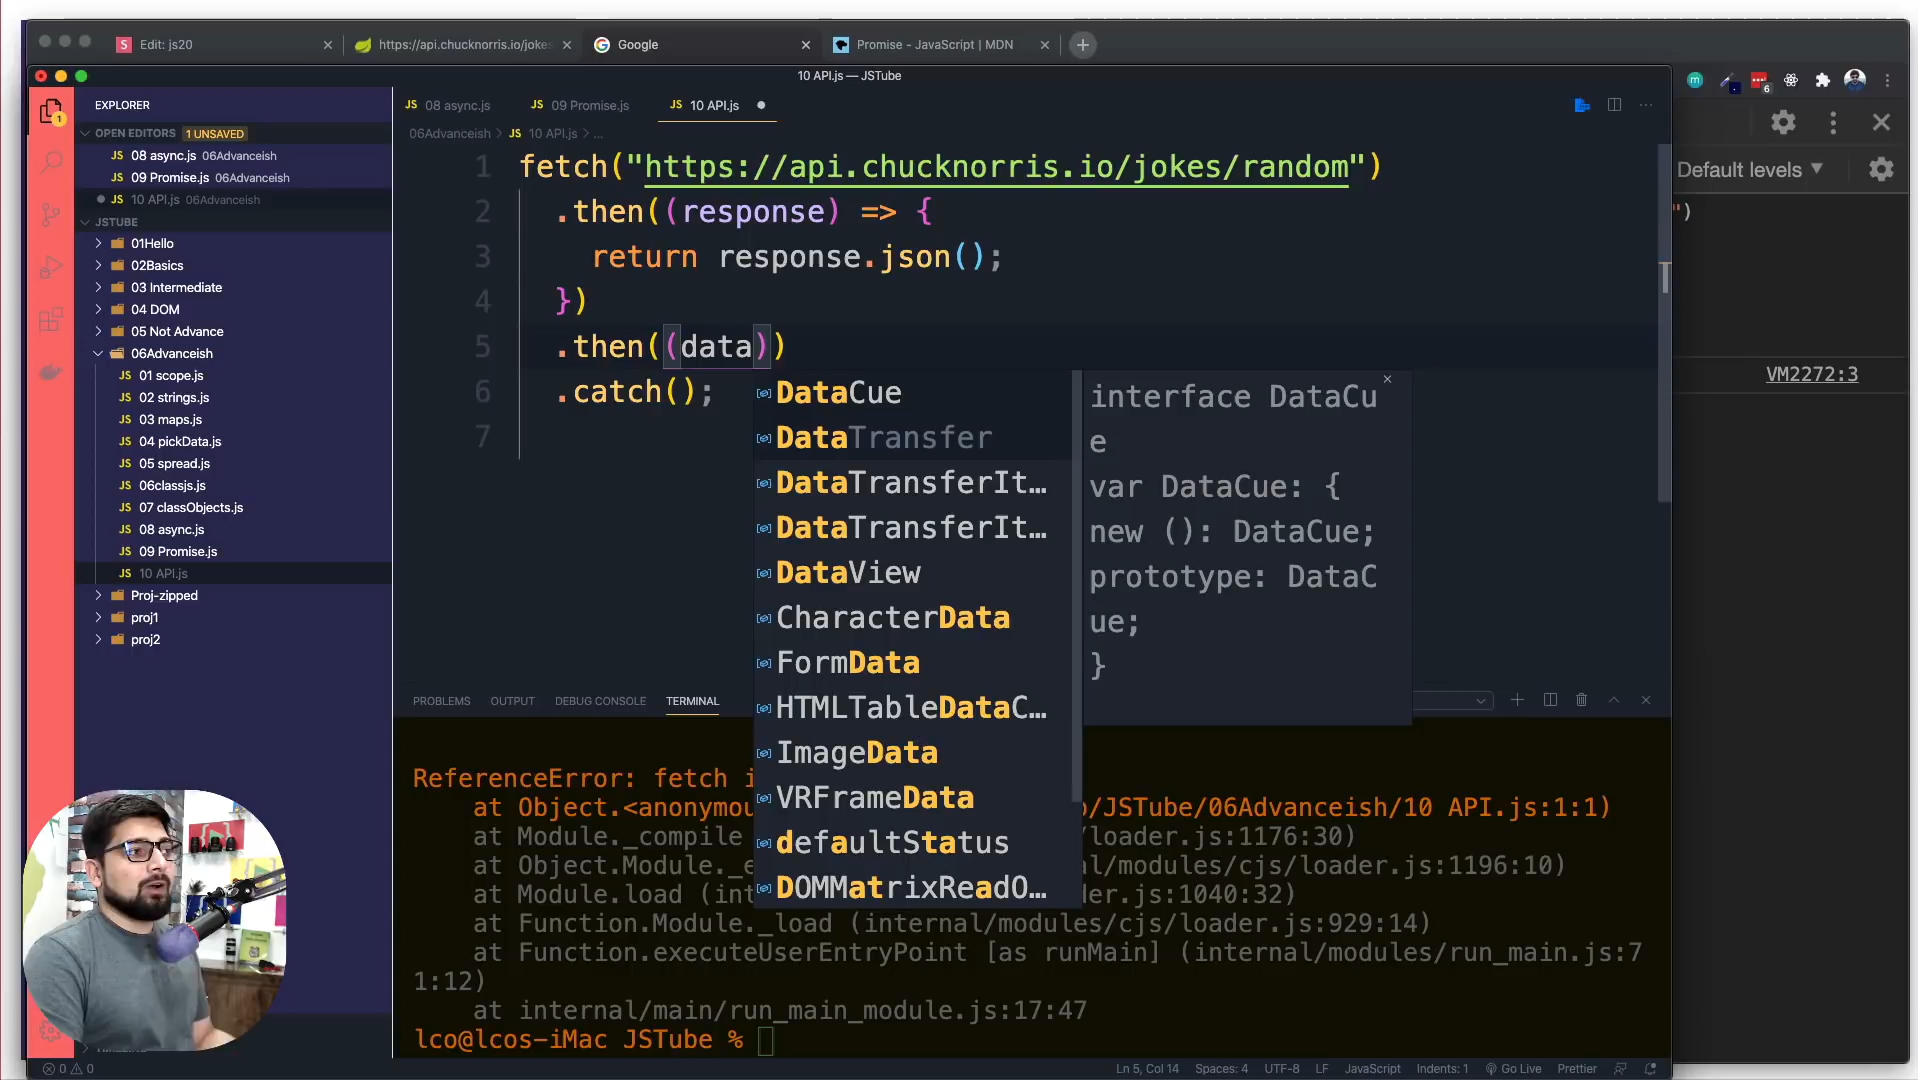 Edit: js20
https://api.chucknorris.io/jokes
Google
Promise - JavaScript | MDN
10 API.js — JSTube
EXPLORER
OPEN EDITORS 1 UNSAVED
JS 08 async.js 06Advanceish
JS 09 Promise.js 06Advanceish
JS 10 API.js 06Advanceish
JSTUBE
01Hello
02Basics
03 Intermediate
04 DOM
05 Not Advance
06Advanceish
JS 01 scope.js
JS 02 strings.js
JS 03 maps.js
JS 04 pickData.js
JS 05 spread.js
JS 06classjs.js
JS 07 classObjects.js
JS 08 async.js
JS 09 Promise.js
JS 10 API.js
Proj-zipped
proj1
proj2
JS 08 async.js
JS 09 Promise.js
JS 10 API.js
06Advanceish > JS 10 API.js > ...
1 fetch("https://api.chucknorris.io/jokes/random")
2 .then((response) => {
3 return response.json();
4 })
5 .then((data))
6 .catch();
7
DataCue
DataTransfer
DataTransferIt…
DataTransferIt…
DataView
CharacterData
FormData
HTMLTableDataC…
ImageData
VRFrameData
defaultStatus
DOMMatrixReadO…
interface DataCu
e
var DataCue: {
new (): DataCue;
prototype: DataC
ue;
}
PROBLEMS OUTPUT DEBUG CONSOLE TERMINAL
ReferenceError: fetch i
at Object.<anonymou /JSTube/06Advanceish/10 API.js:1:1)
at Module._compile /loader.js:1176:30)
at Object.Module._e al/modules/cjs/loader.js:1196:10)
at Module.load (int der.js:1040:32)
at Function.Module._load (internal/modules/cjs/loader.js:929:14)
at Function.executeUserEntryPoint [as runMain] (internal/modules/run_main.js:7
1:12)
at internal/main/run_main_module.js:17:47
lco@lcos-iMac JSTube %
0 0
Ln 5, Col 14 Spaces: 4 UTF-8 LF JavaScript Indents: 1 Go Live Prettier
Default levels
")
VM2272:3
6
1